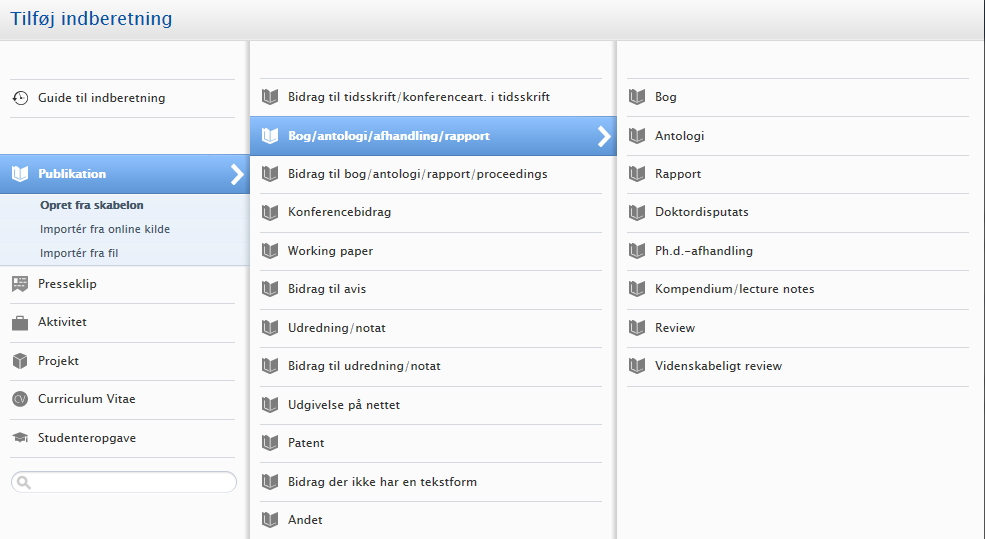 Tilføj indberetning
Guide til indberetning
Publikation
Opret fra skabelon
Importér fra online kilde
Importér fra fil
Presseklip
Aktivitet
Projekt
CV Curriculum Vitae
Studenteropgave
Bidrag til tidsskrift/konferenceart. i tidsskrift
Bog/antologi/afhandling/rapport
Bidrag til bog/antologi/rapport/proceedings
Konferencebidrag
Working paper
Bidrag til avis
Udredning/notat
Bidrag til udredning/notat
Udgivelse på nettet
Patent
Bidrag der ikke har en tekstform
Andet
Bog
Antologi
Rapport
Doktordisputats
Ph.d.-afhandling
Kompendium/lecture notes
Review
Videnskabeligt review